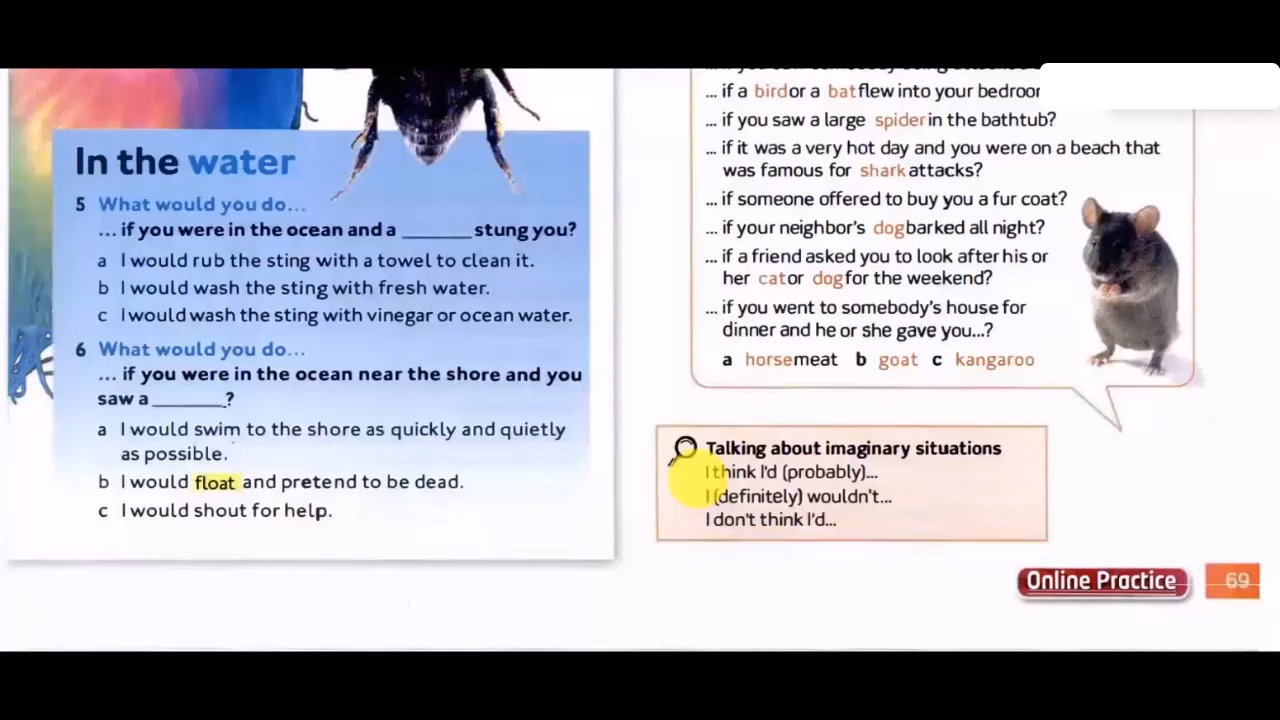 In the water
5 What would you do...
... if you were in the ocean and a _______ stung you?
a I would rub the sting with a towel to clean it.
b I would wash the sting with fresh water.
c I would wash the sting with vinegar or ocean water.
6 What would you do...
... if you were in the ocean near the shore and you
saw a ________?
a I would swim to the shore as quickly and quietly
as possible.
b I would float and pretend to be dead.
c I would shout for help.
... if a bird or a bat flew into your
... if you saw a large spider in the bathtub?
... if it was a very hot day and you were on a beach that
was famous for shark attacks?
... if someone offered to buy you a fur coat?
... if your neighbor's dog barked all night?
... if a friend asked you to look after his or
her cat or dog for the weekend?
... if you went to somebody's house for
dinner and he or she gave you...?
a horsemeat b goat c kangaroo
Talking about imaginary situations
I think I'd (probably)...
I (definitely) wouldn't...
I don't think I'd...
Online Practice
69